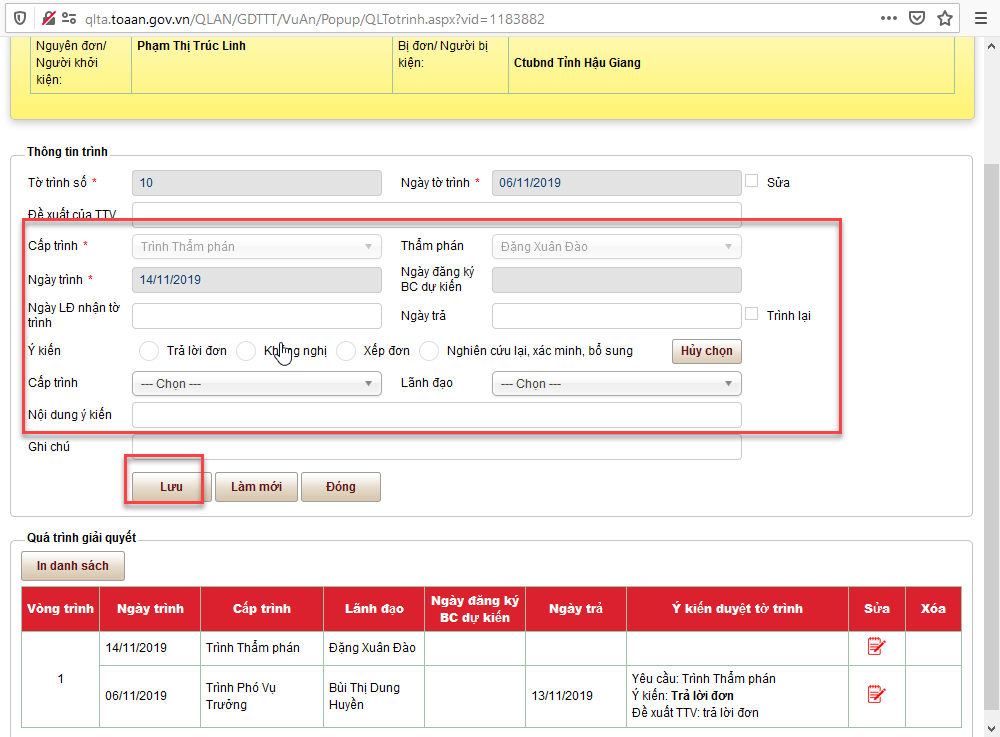 qlta.toaan.gov.vn/QLAN/GDTTT/VuAn/Popup/QLTotrinh.aspx?vid=1183882
Nguyên đơn/ Phạm Thị Trúc Linh Bị đơn/ Người bị
Người khởi kiện: Ctubnd Tỉnh Hậu Giang
kiện:
Thông tin trình
Tờ trình số * 10 Ngày tờ trình * 06/11/2019 Sửa
Đề xuất của TTV
Cấp trình * Trình Thẩm phán Thẩm phán Đặng Xuân Đào
Ngày trình * 14/11/2019 Ngày đăng ký
BC dự kiến
Ngày LĐ nhận tờ
trình Ngày trả Trình lại
Ý kiến Trả lời đơn Kháng nghị Xếp đơn Nghiên cứu lại, xác minh, bổ sung Hủy chọn
Cấp trình --- Chọn --- Lãnh đạo --- Chọn ---
Nội dung ý kiến
Ghi chú
Lưu Làm mới Đóng
Quá trình giải quyết
In danh sách
Vòng trình Ngày trình Cấp trình Lãnh đạo Ngày đăng ký
BC dự kiến Ngày trả Ý kiến duyệt tờ trình Sửa Xóa
1
14/11/2019 Trình Thẩm phán Đặng Xuân Đào
06/11/2019 Trình Phó Vụ
Trưởng Bùi Thị Dung
Huyền 13/11/2019 Yêu cầu: Trình Thẩm phán
Ý kiến: Trả lời đơn
Đề xuất TTV: trả lời đơn